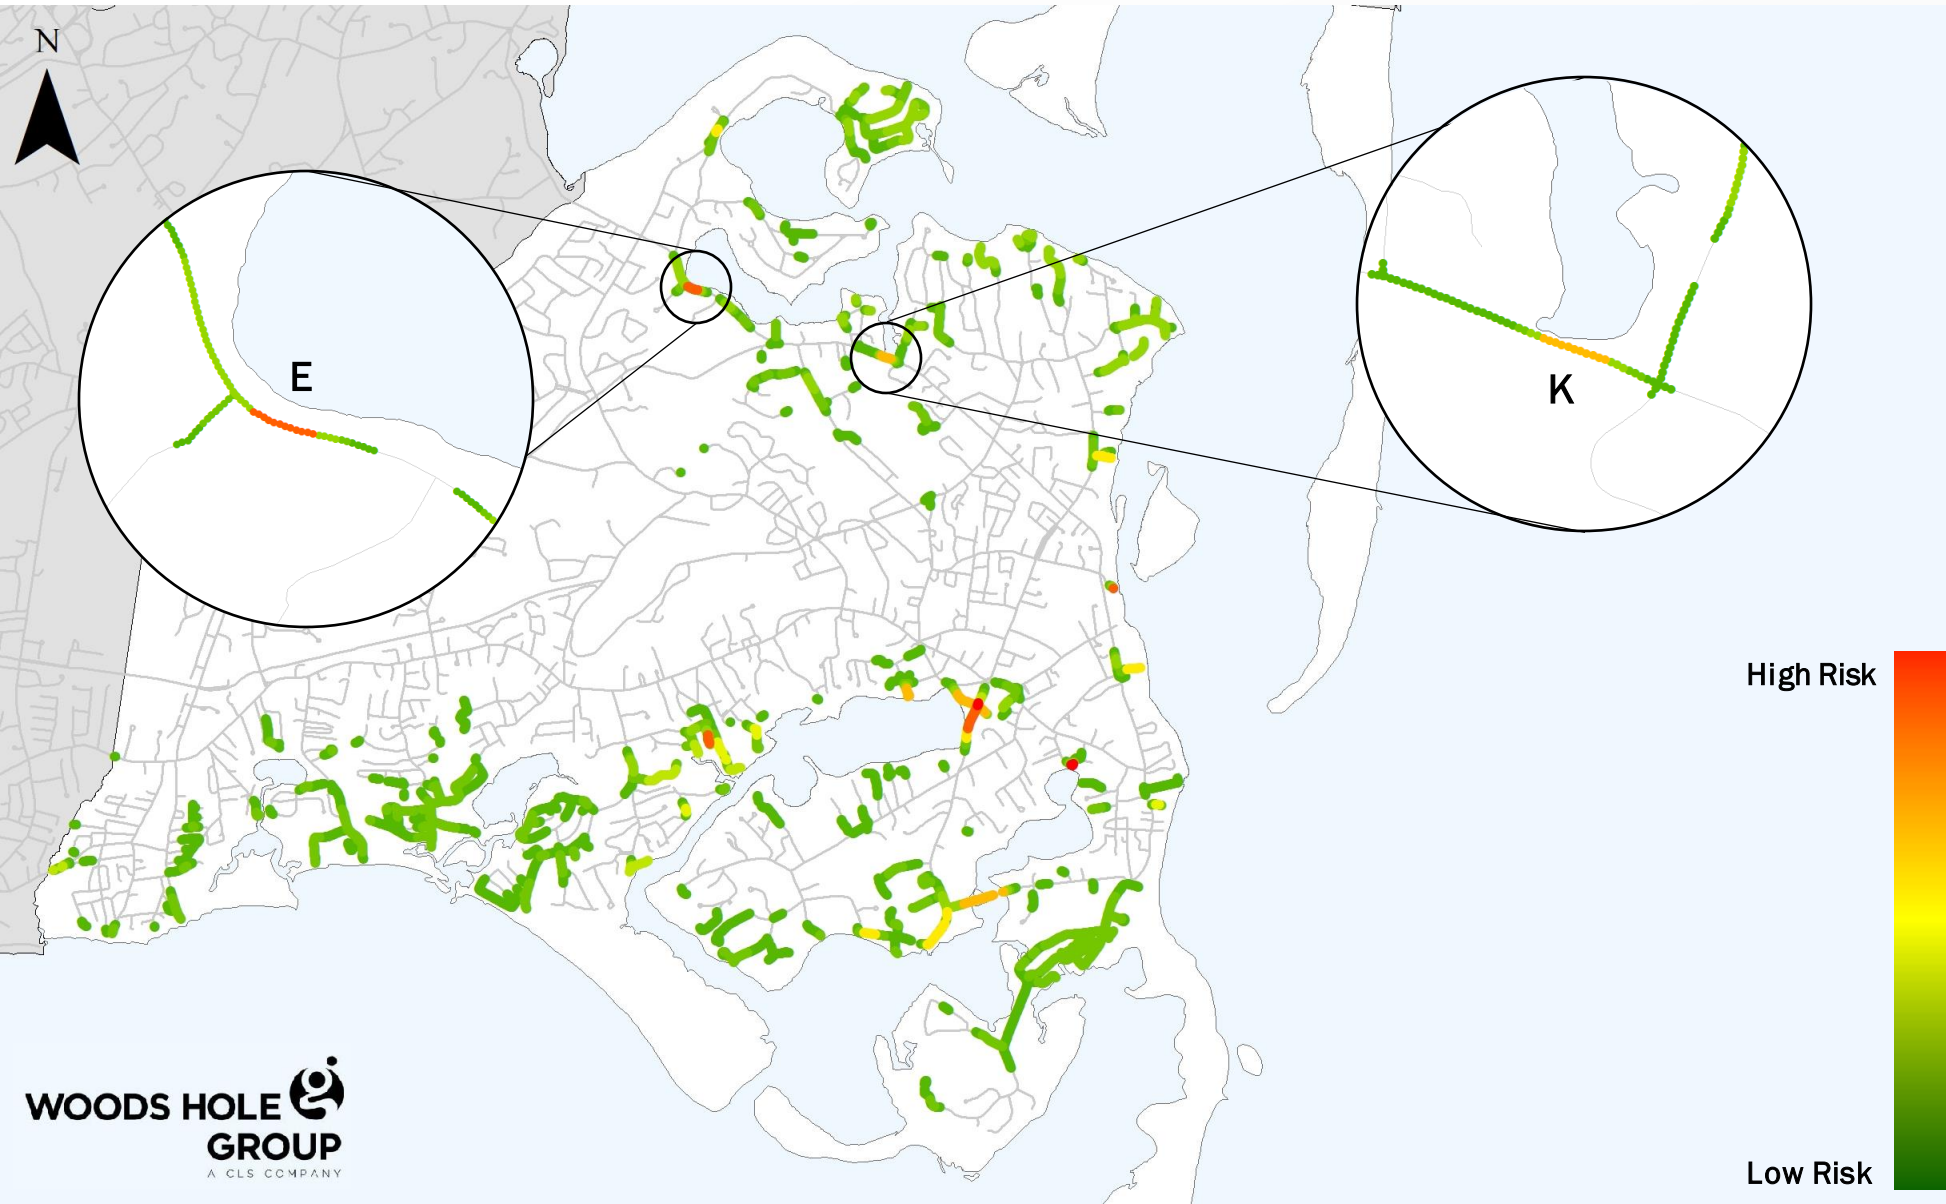 N
E
K
High Risk
Low Risk
WOODS HOLE
GROUP
A CLS COMPANY